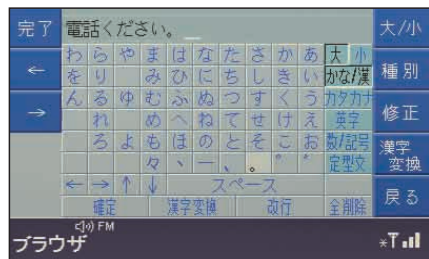 完了 電話ください。 大/小
わ ら や ま は な た さ か あ 大 小
← を り み ひ に ち し き い かな/漢 種別
ん る ゆ む ふ ぬ つ す く う カタカナ
→ れ め へ ね て せ け え 英字 修正
ろ よ も ほ の と そ こ お 数/記号
々 、 ー 、 。 ゛ ゜ 定型文 漢字変換
← → ↑ ↓ スペース
確定 漢字変換 改行 全削除 戻る
FM
ブラウザ